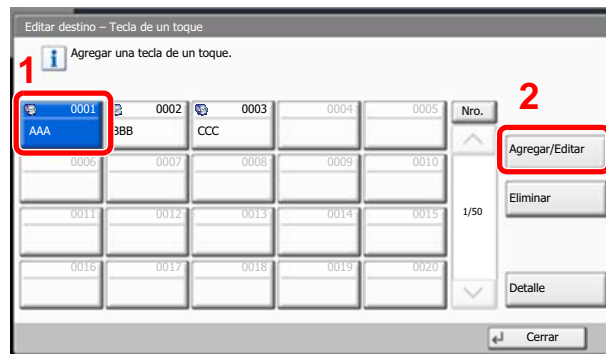 Editar destino – Tecla de un toque
Agregar una tecla de un toque.
1
2
0001 0002 0003 0004 0005 Nro.
AAA BBB CCC
Agregar/Editar
0006 0007 0008 0009 0010
Eliminar
0011 0012 0013 0014 0015 1/50
0016 0017 0018 0019 0020
Detalle
Cerrar